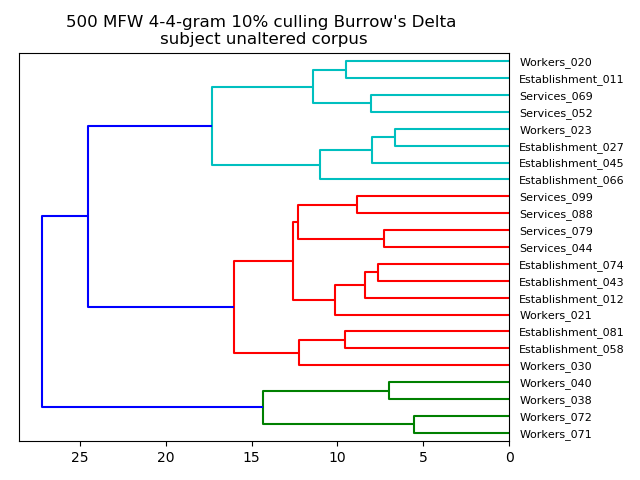 500 MFW 4-4-gram 10% culling Burrow's Delta
subject unaltered corpus
Workers_020
Establishment_011
Services_069
Services_052
Workers_023
Establishment_027
Establishment_045
Establishment_066
Services_099
Services_088
Services_079
Services_044
Establishment_074
Establishment_043
Establishment_012
Workers_021
Establishment_081
Establishment_058
Workers_030
Workers_040
Workers_038
Workers_072
Workers_071
25 20 15 10 5 0